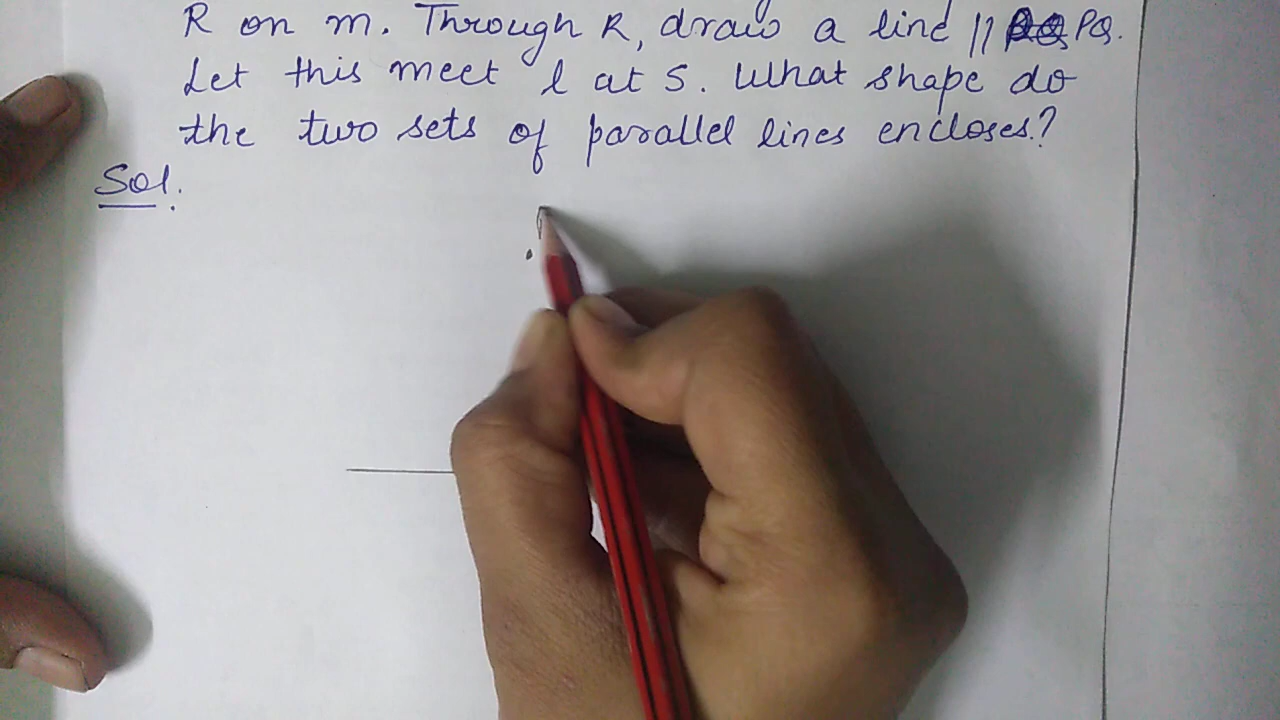 R on m. Through R, draw a line || PQ.
Let this meet l at S. What shape do
the two sets of parallel lines encloses?
Sol.